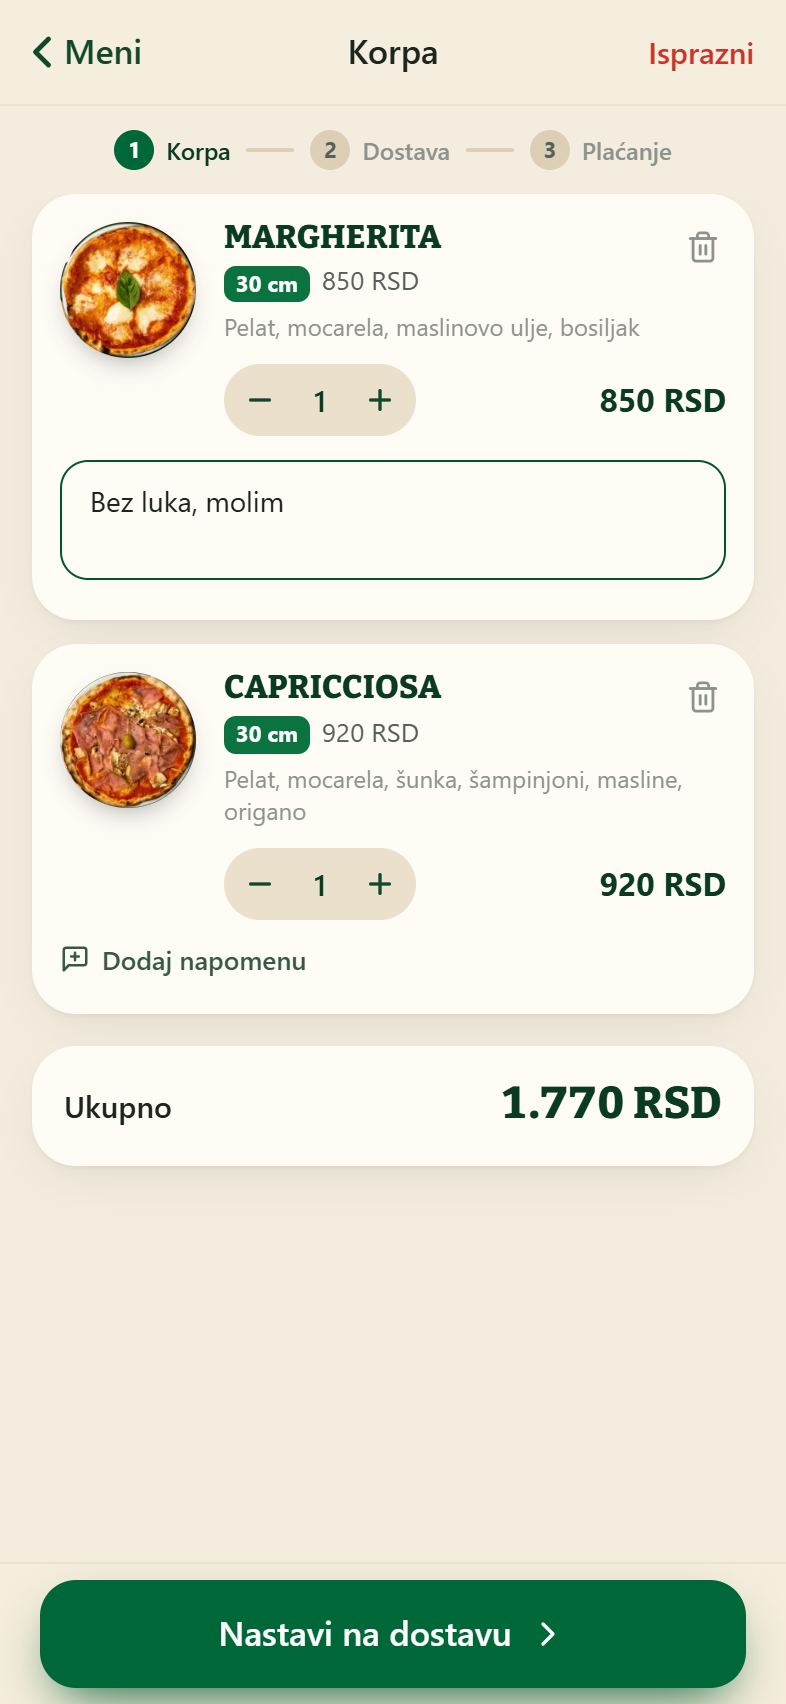 Meni
Korpa
Isprazni
1 Korpa
2 Dostava
3 Plaćanje
MARGHERITA
30 cm 850 RSD
Pelat, mocarela, maslinovo ulje, bosiljak
1
850 RSD
Bez luka, molim
CAPRICCIOSA
30 cm 920 RSD
Pelat, mocarela, šunka, šampinjoni, masline,
origano
1
920 RSD
Dodaj napomenu
Ukupno
1.770 RSD
Nastavi na dostavu